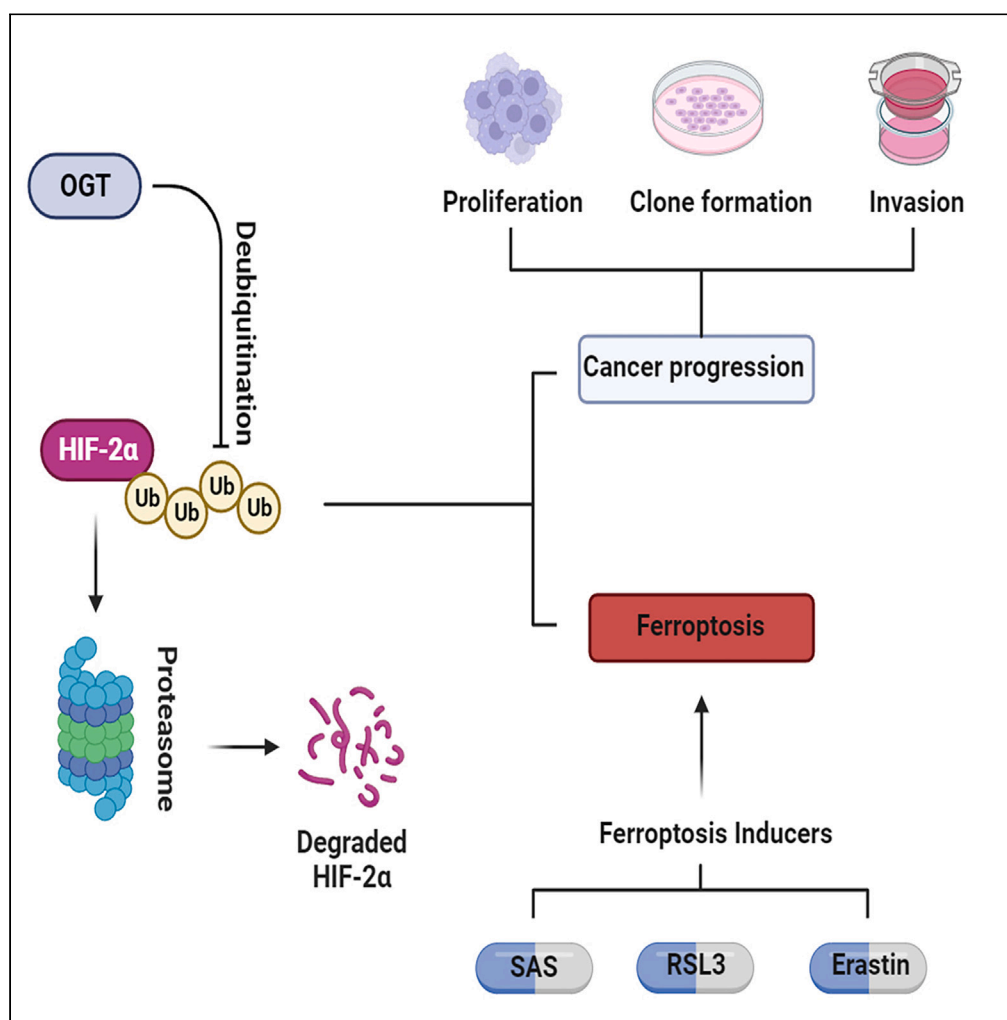 OGT
Deubiquitination
HIF-2α
Ub
Ub
Ub
Ub
Proteasome
Degraded
HIF-2α
Proliferation
Clone formation
Invasion
Cancer progression
Ferroptosis
Ferroptosis Inducers
SAS
RSL3
Erastin